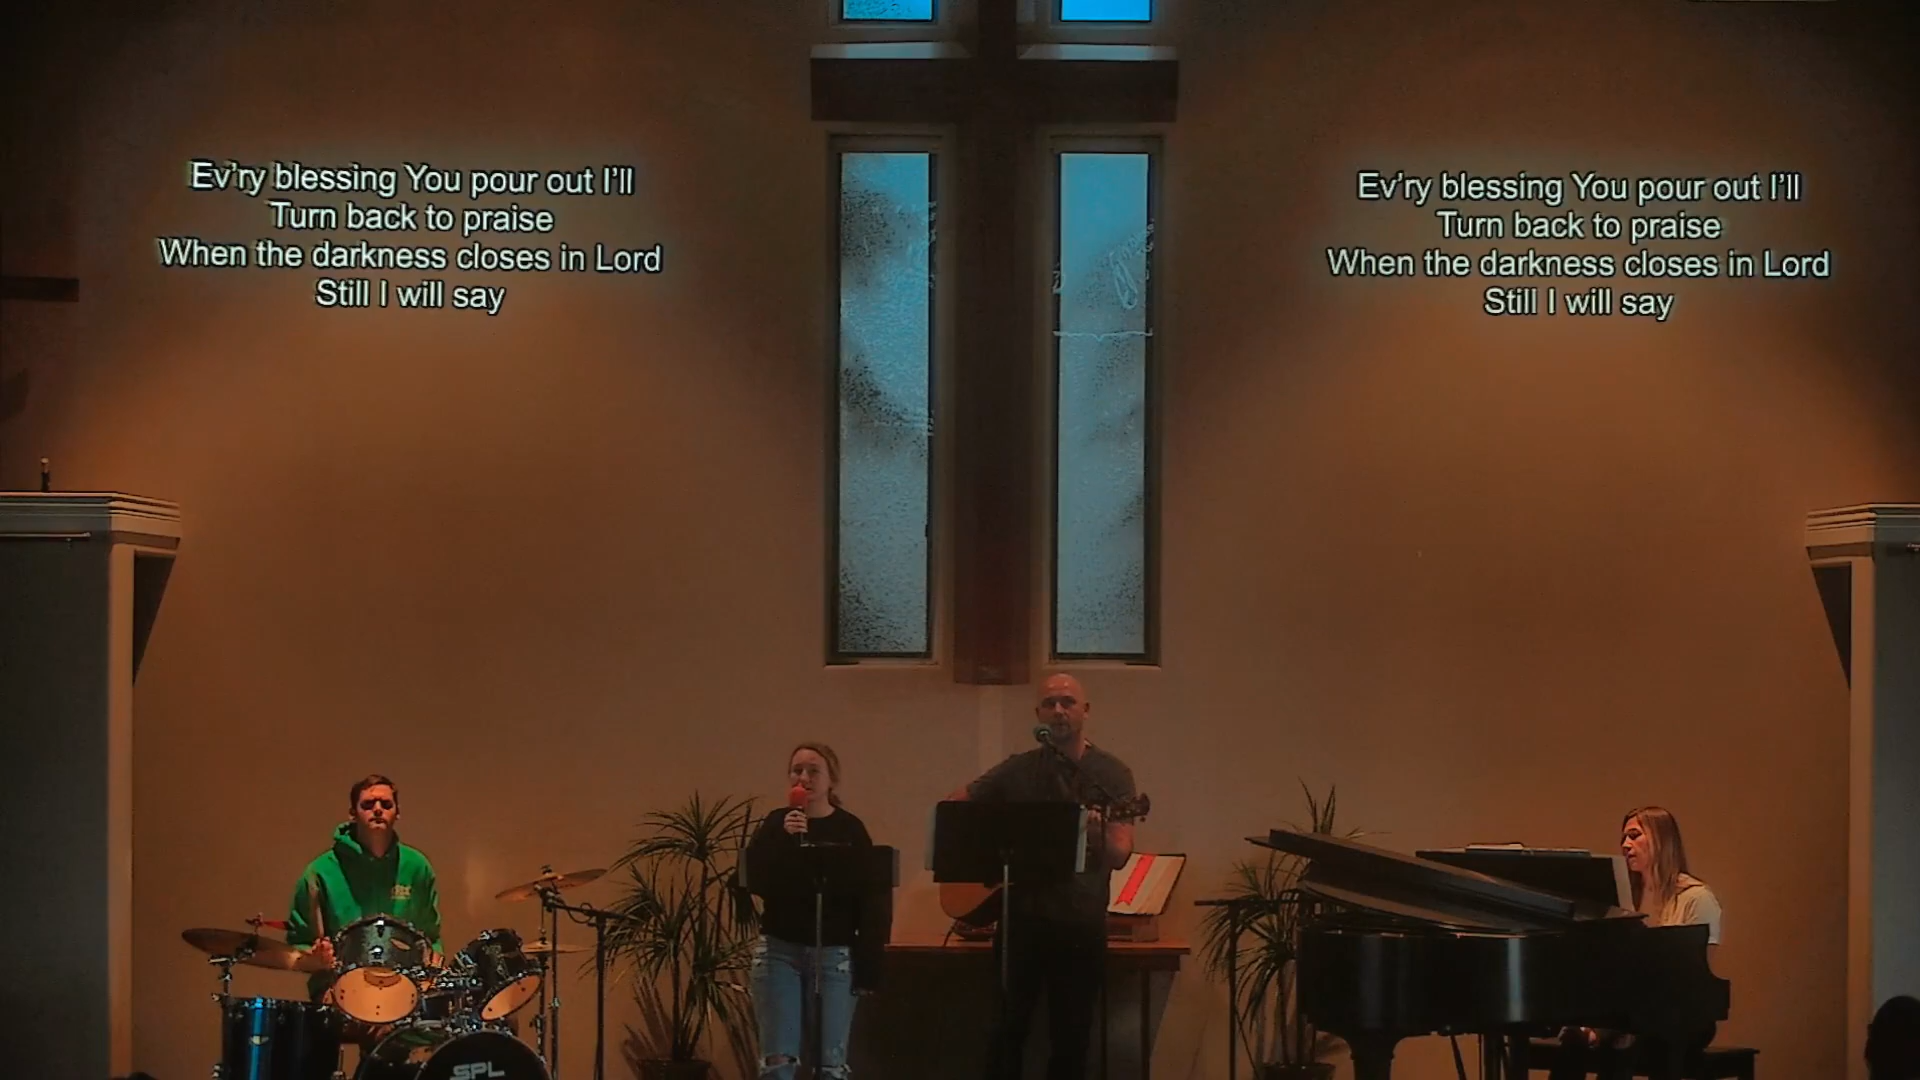 Ev'ry blessing You pour out I'll
Turn back to praise
When the darkness closes in Lord
Still I will say
Ev'ry blessing You pour out I'll
Turn back to praise
When the darkness closes in Lord
Still I will say
SPL